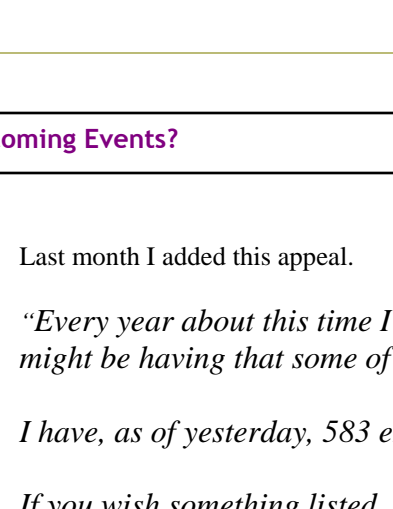 oming Events?
Last month I added this appeal.
“Every year about this time I
might be having that some of
I have, as of yesterday, 583 e
If you wish something listed